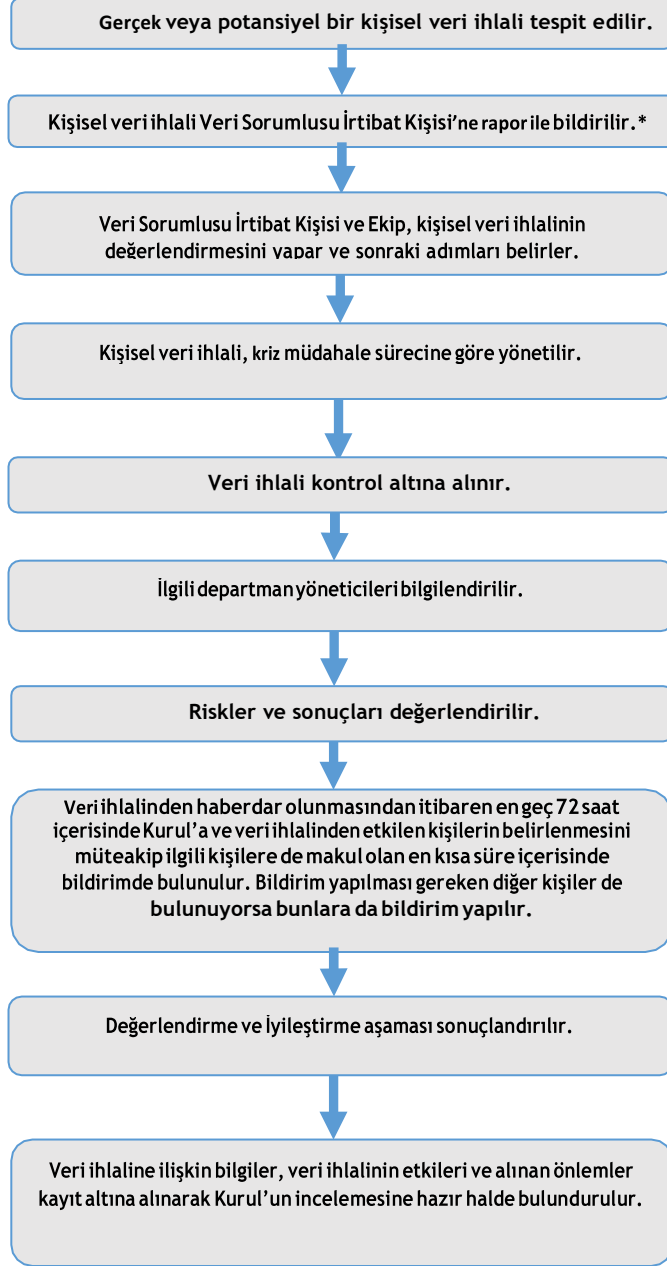 Gerçek veya potansiyel bir kişisel veri ihlali tespit edilir.
Kişisel veri ihlali Veri Sorumlusu İrtibat Kişisi’ne rapor ile bildirilir.*
Veri Sorumlusu İrtibat Kişisi ve Ekip, kişisel veri ihlalinin
değerlendirmesini yapar ve sonraki adımları belirler.
Kişisel veri ihlali, kriz müdahale sürecine göre yönetilir.
Veri ihlali kontrol altına alınır.
İlgili departman yöneticileri bilgilendirilir.
Riskler ve sonuçları değerlendirilir.
Veri ihlalinden haberdar olunmasından itibaren en geç 72 saat
içerisinde Kurul’a ve veri ihlalinden etkilen kişilerin belirlenmesini
müteakip ilgili kişilere de makul olan en kısa süre içerisinde
bildirimde bulunulur. Bildirim yapılması gereken diğer kişiler de
bulunuyorsa bunlara da bildirim yapılır.
Değerlendirme ve İyileştirme aşaması sonuçlandırılır.
Veri ihlaline ilişkin bilgiler, veri ihlalinin etkileri ve alınan önlemler
kayıt altına alınarak Kurul’un incelemesine hazır halde bulundurulur.